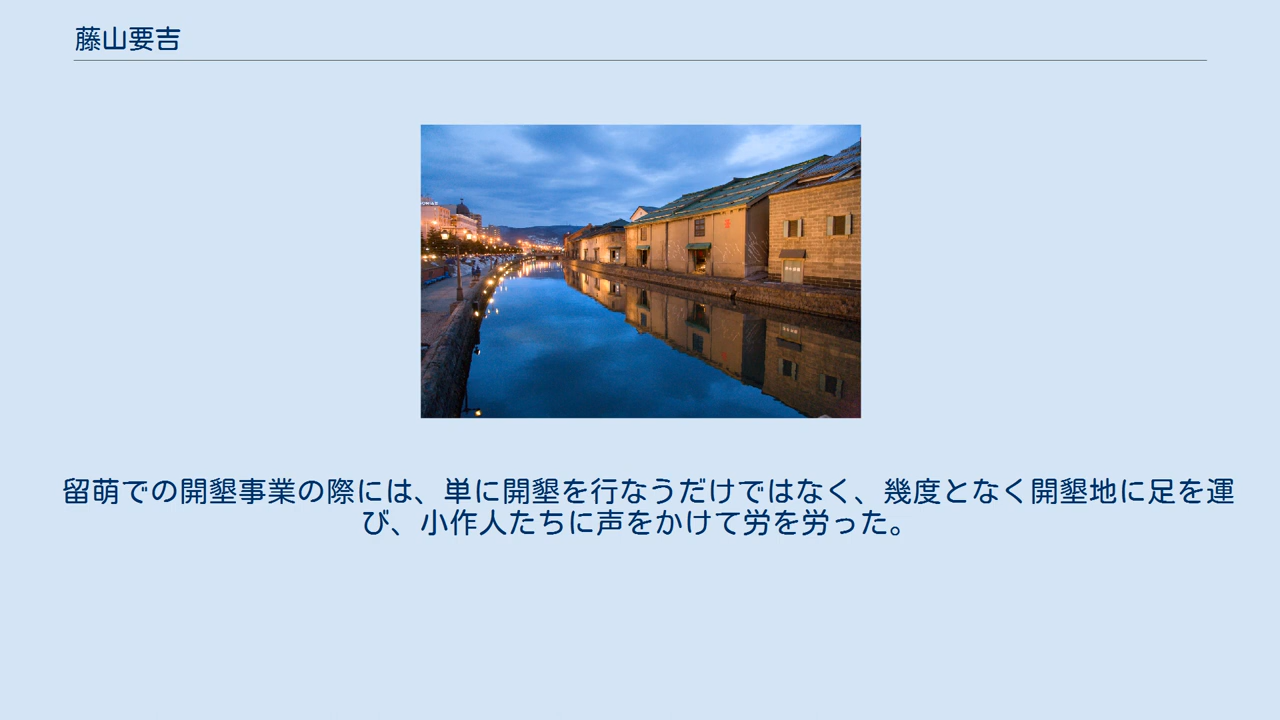 藤山要吉
留萌での開墾事業の際には、単に開墾を行なうだけではなく、幾度となく開墾地に足を運
び、小作人たちに声をかけて労を労った。